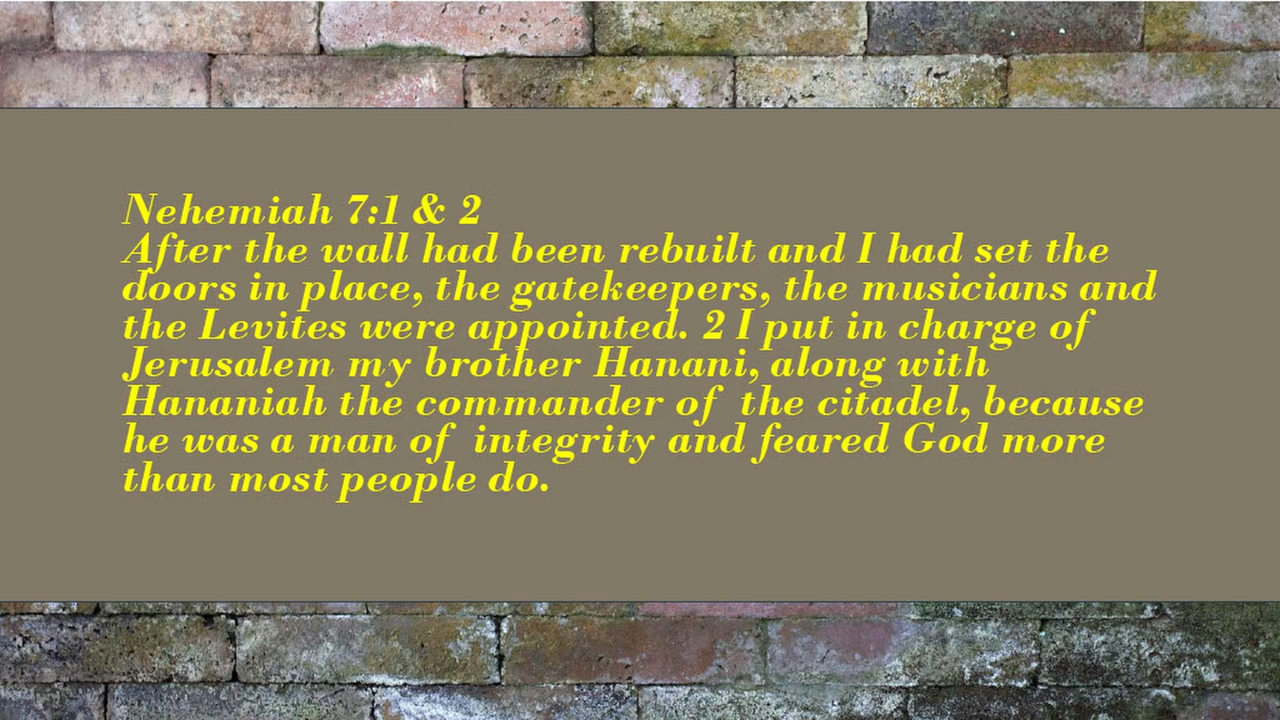 Nehemiah 7:1 & 2
After the wall had been rebuilt and I had set the
doors in place, the gatekeepers, the musicians and
the Levites were appointed. 2 I put in charge of
Jerusalem my brother Hanani, along with
Hananiah the commander of the citadel, because
he was a man of integrity and feared God more
than most people do.